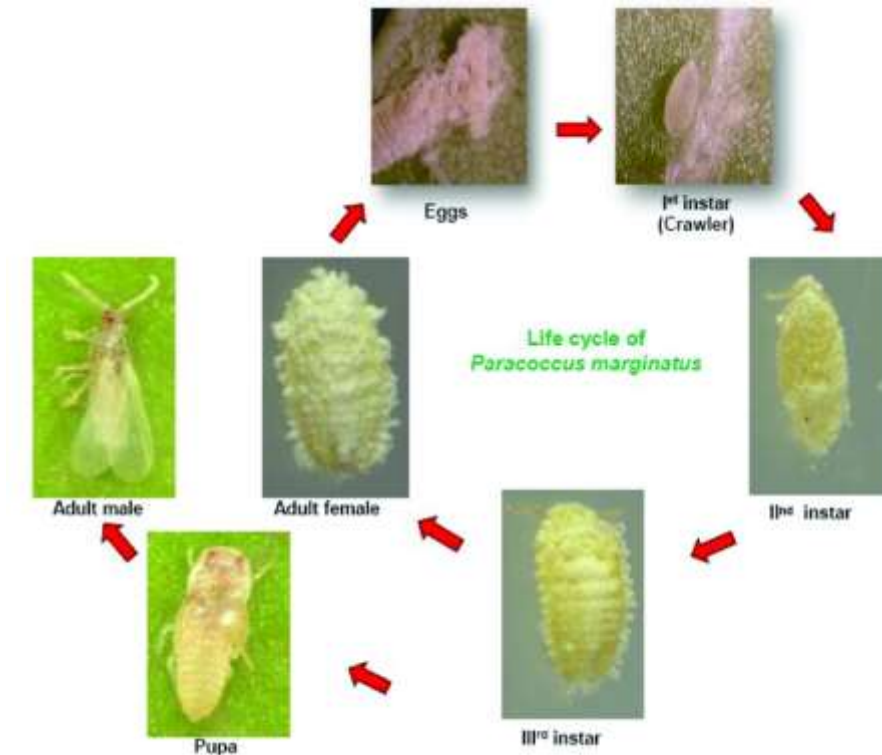 Eggs
Iˢᵗ instar
(Crawler)
Life cycle of
Paracoccus marginatus
Adult male
Adult female
IIⁿᵈ instar
Pupa
IIIʳᵈ instar